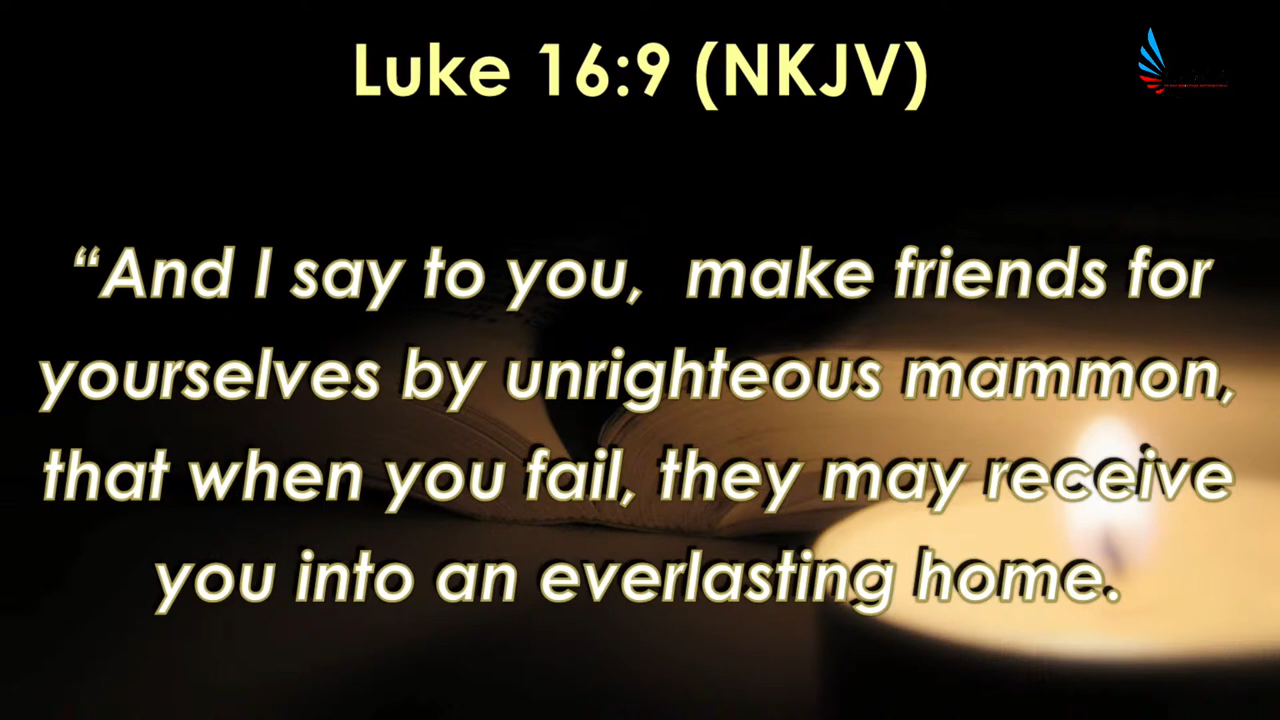 Luke 16:9 (NKJV)
“And I say to you, make friends for
yourselves by unrighteous mammon,
that when you fail, they may receive
you into an everlasting home.